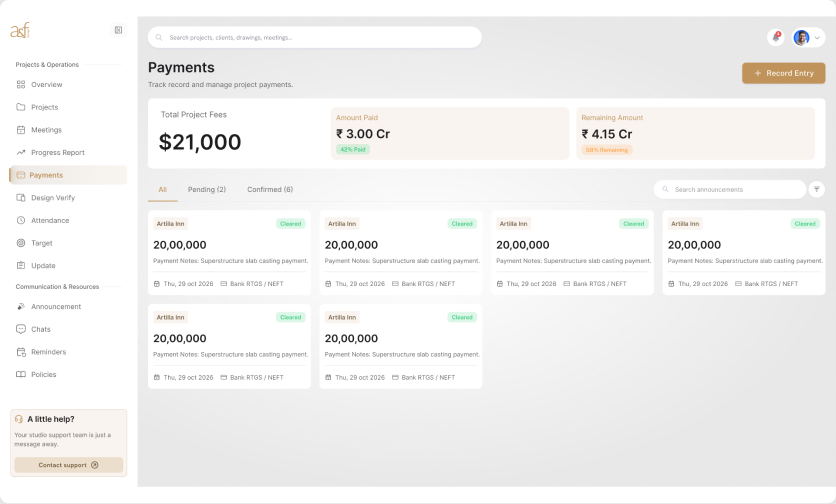 asfi
Search projects, clients, drawings, meetings...
Projects & Operations
Overview
Projects
Meetings
Progress Report
Payments
Design Verify
Attendance
Target
Update
Communication & Resources
Announcement
Chats
Reminders
Policies
A little help?
Your studio support team is just a
message away.
Contact support
Payments
Track record and manage project payments.
+ Record Entry
Total Project Fees
$21,000
Amount Paid
₹ 3.00 Cr
42% Paid
Remaining Amount
₹ 4.15 Cr
58% Remaining
All Pending (2) Confirmed (6)
Search announcements
Artilla Inn Cleared
20,00,000
Payment Notes: Superstructure slab casting payment.
Thu, 29 oct 2026 Bank RTGS / NEFT
Artilla Inn Cleared
20,00,000
Payment Notes: Superstructure slab casting payment.
Thu, 29 oct 2026 Bank RTGS / NEFT
Artilla Inn Cleared
20,00,000
Payment Notes: Superstructure slab casting payment.
Thu, 29 oct 2026 Bank RTGS / NEFT
Artilla Inn Cleared
20,00,000
Payment Notes: Superstructure slab casting payment.
Thu, 29 oct 2026 Bank RTGS / NEFT
Artilla Inn Cleared
20,00,000
Payment Notes: Superstructure slab casting payment.
Thu, 29 oct 2026 Bank RTGS / NEFT
Artilla Inn Cleared
20,00,000
Payment Notes: Superstructure slab casting payment.
Thu, 29 oct 2026 Bank RTGS / NEFT